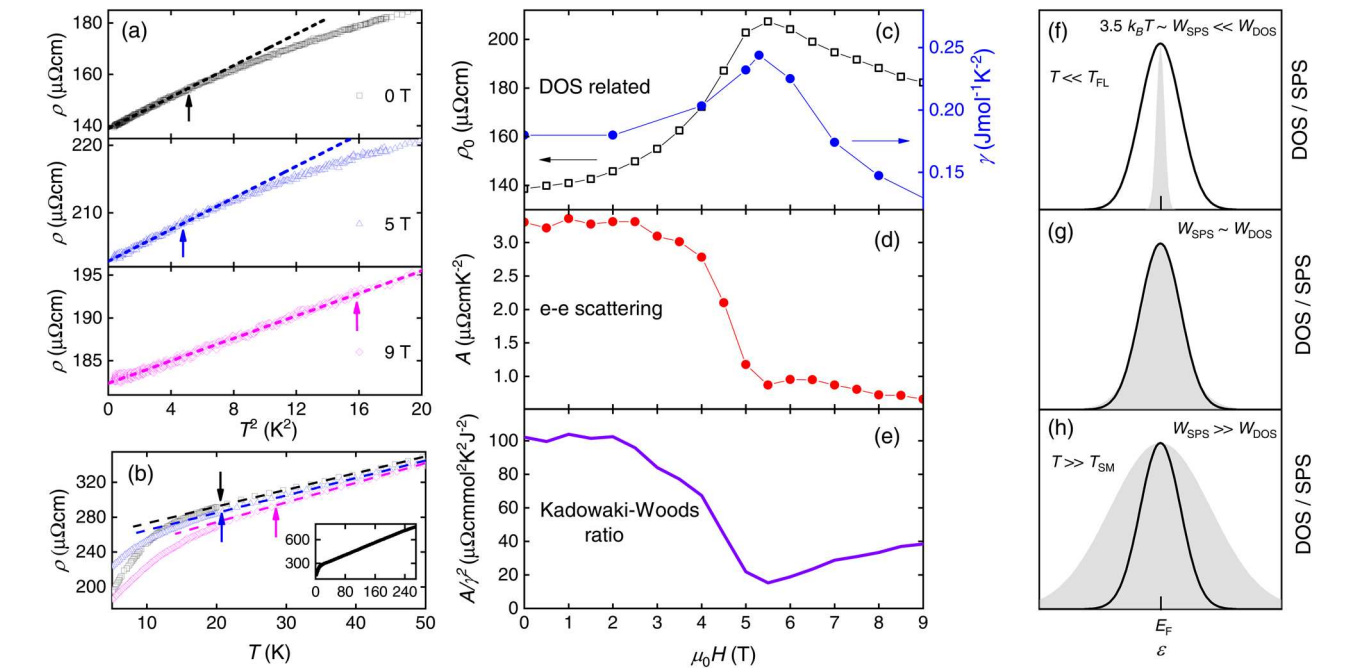 (a)
180
160
140
ρ (μΩcm)
0 T
220
210
ρ (μΩcm)
5 T
195
190
185
ρ (μΩcm)
9 T
0 4 8 12 16 20
T² (K²)
(b)
320
280
240
200
ρ (μΩcm)
600
300
0 80 160 240
10 20 30 40 50
T (K)
(c)
200
180
160
140
ρ₀ (μΩcm)
DOS related
0.25
0.20
0.15
γ (Jmol⁻¹K⁻²)
(d)
3.0
2.0
1.5
1.0
A (μΩcmK⁻²)
e-e scattering
(e)
100
80
60
40
20
0
A/γ² (μΩcmmol²K²J⁻²)
Kadowaki-Woods
ratio
0 1 2 3 4 5 6 7 8 9
μ₀H (T)
(f)
3.5 k_BT ~ W_SPS << W_DOS
T << T_FL
DOS / SPS
(g)
W_SPS ~ W_DOS
DOS / SPS
(h)
W_SPS >> W_DOS
T >> T_SM
DOS / SPS
E_F
ε